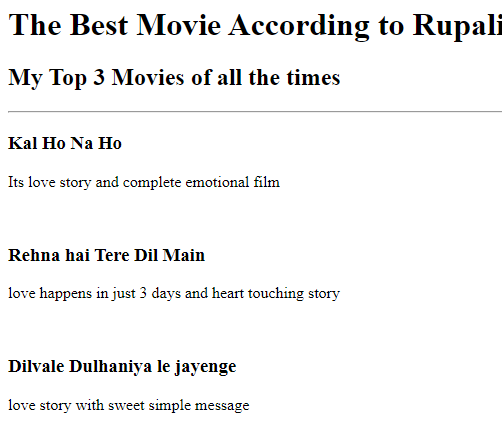 The Best Movie According to Rupali
My Top 3 Movies of all the times
Kal Ho Na Ho
Its love story and complete emotional film
Rehna hai Tere Dil Main
love happens in just 3 days and heart touching story
Dilvale Dulhaniya le jayenge
love story with sweet simple message